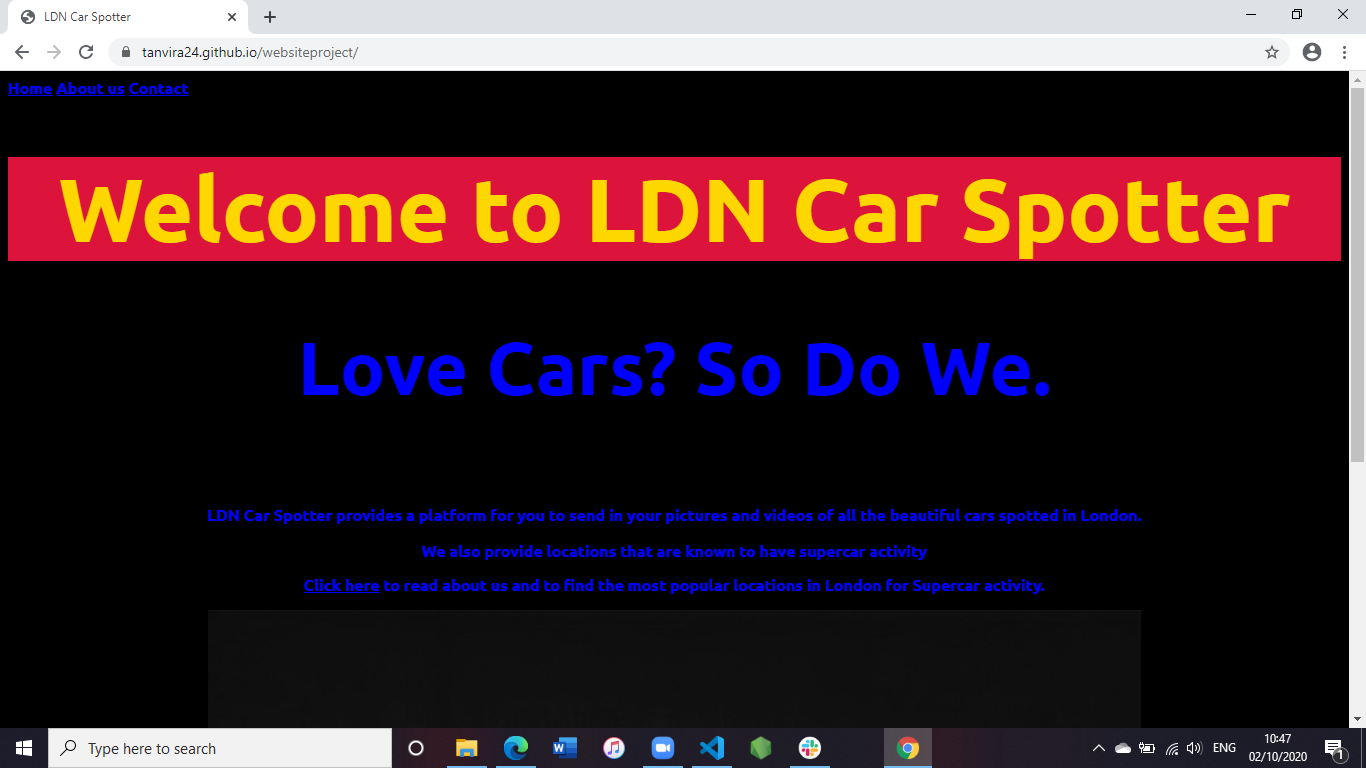 LDN Car Spotter
tanvira24.github.io/websiteproject/
Home About us Contact
Welcome to LDN Car Spotter
Love Cars? So Do We.
LDN Car Spotter provides a platform for you to send in your pictures and videos of all the beautiful cars spotted in London.
We also provide locations that are known to have supercar activity
Click here to read about us and to find the most popular locations in London for Supercar activity.
Type here to search
W
ENG
10:47
02/10/2020
1